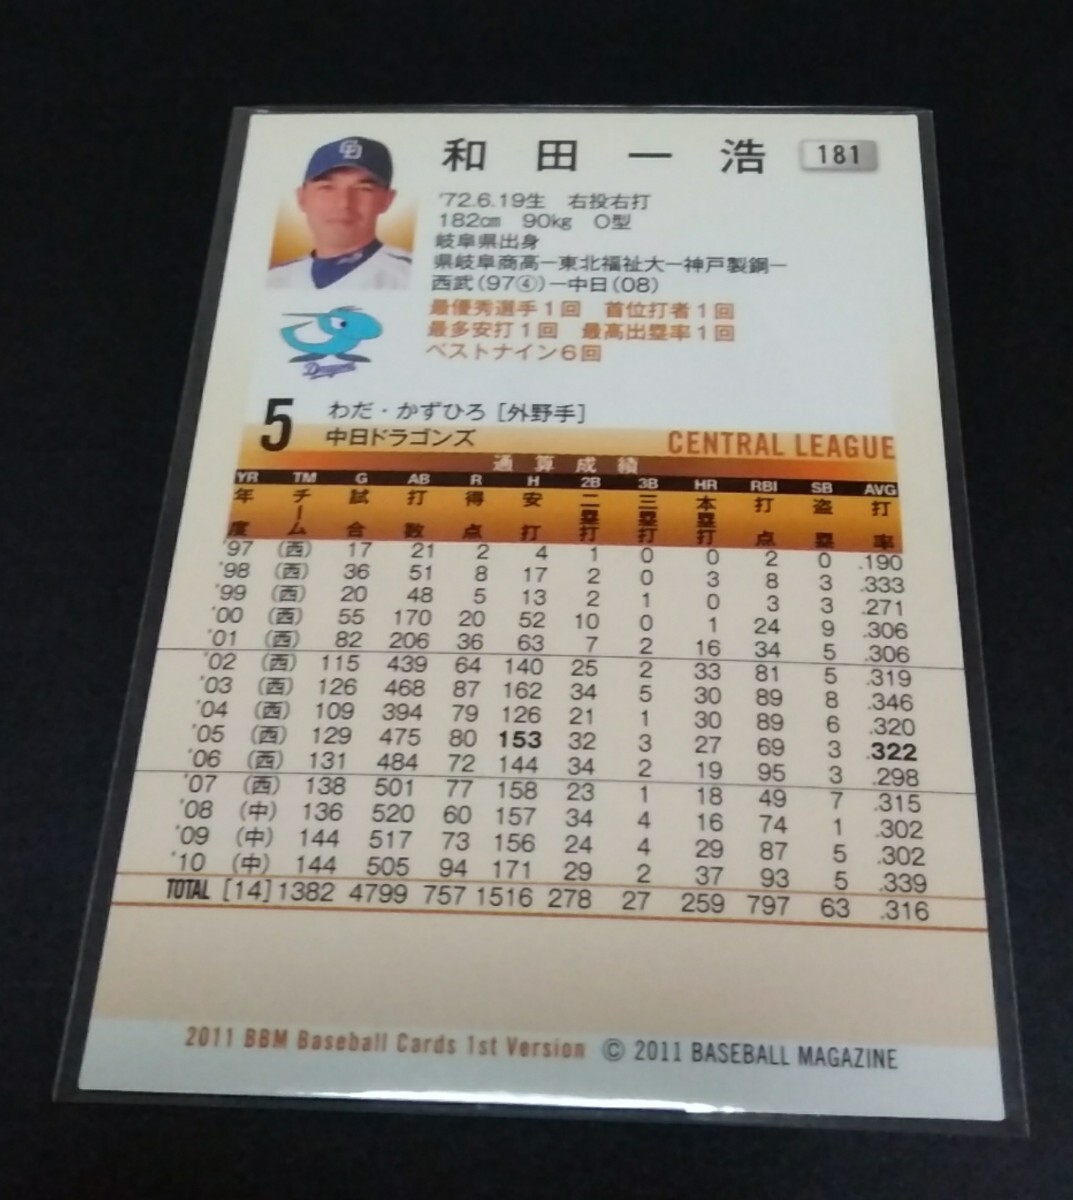 和田一浩 181
'72.6.19生 右投右打
182㎝ 90㎏ O型
岐阜県出身
県岐阜商高ー東北福祉大ー神戸製鋼ー
西武(97④)ー中日(08)
最優秀選手1回 首位打者1回
最多安打1回 最高出塁率1回
ベストナイン6回
Dragons
5 わだ・かずひろ[外野手]
中日ドラゴンズ CENTRAL LEAGUE
通算成績
YR TM G AB R H 2B 3B HR RBI SB AVG
年度 チーム 試合 打数 得点 安打 二塁打 三塁打 本塁打 打点 盗塁 打率
'97 (西) 17 21 2 4 1 0 0 2 0 .190
'98 (西) 36 51 8 17 2 0 3 8 3 .333
'99 (西) 20 48 5 13 2 1 0 3 3 .271
'00 (西) 55 170 20 52 10 0 1 24 9 .306
'01 (西) 82 206 36 63 7 2 16 34 5 .306
'02 (西) 115 439 64 140 25 2 33 81 5 .319
'03 (西) 126 468 87 162 34 5 30 89 8 .346
'04 (西) 109 394 79 126 21 1 30 89 6 .320
'05 (西) 129 475 80 153 32 3 27 69 3 .322
'06 (西) 131 484 72 144 34 2 19 95 3 .298
'07 (西) 138 501 77 158 23 1 18 49 7 .315
'08 (中) 136 520 60 157 34 4 16 74 1 .302
'09 (中) 144 517 73 156 24 4 29 87 5 .302
'10 (中) 144 505 94 171 29 2 37 93 5 .339
TOTAL [14] 1382 4799 757 1516 278 27 259 797 63 .316
2011 BBM Baseball Cards 1st Version © 2011 BASEBALL MAGAZINE